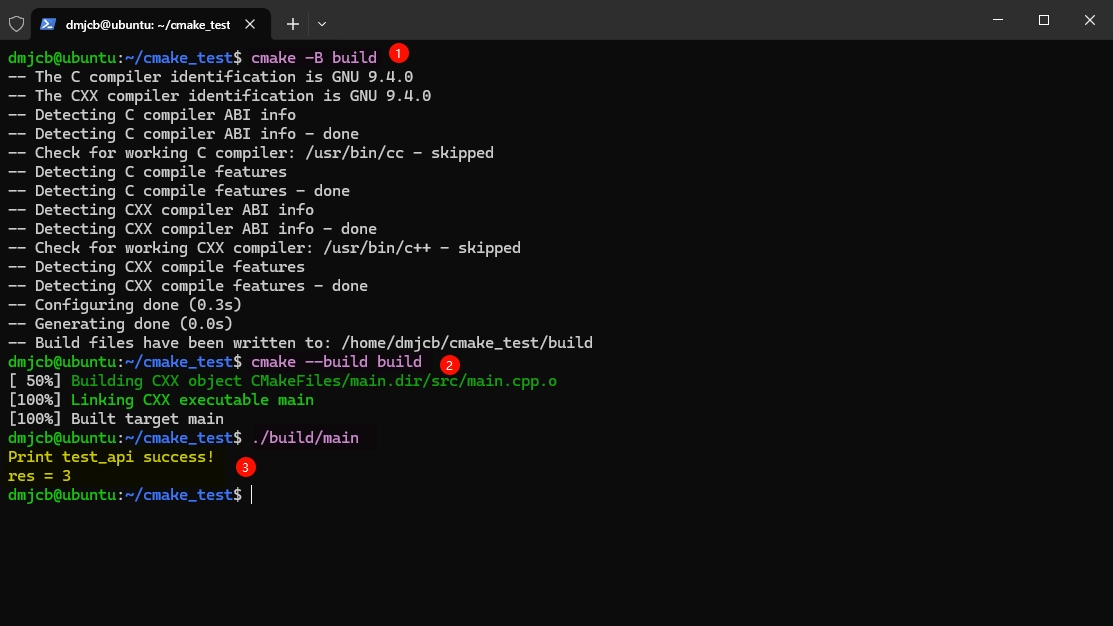 dmjcb@ubuntu: ~/cmake_test
dmjcb@ubuntu:~/cmake_test$ cmake -B build 1
-- The C compiler identification is GNU 9.4.0
-- The CXX compiler identification is GNU 9.4.0
-- Detecting C compiler ABI info
-- Detecting C compiler ABI info - done
-- Check for working C compiler: /usr/bin/cc - skipped
-- Detecting C compile features
-- Detecting C compile features - done
-- Detecting CXX compiler ABI info
-- Detecting CXX compiler ABI info - done
-- Check for working CXX compiler: /usr/bin/c++ - skipped
-- Detecting CXX compile features
-- Detecting CXX compile features - done
-- Configuring done (0.3s)
-- Generating done (0.0s)
-- Build files have been written to: /home/dmjcb/cmake_test/build
dmjcb@ubuntu:~/cmake_test$ cmake --build build 2
[ 50%] Building CXX object CMakeFiles/main.dir/src/main.cpp.o
[100%] Linking CXX executable main
[100%] Built target main
dmjcb@ubuntu:~/cmake_test$ ./build/main
Print test_api success!
3
res = 3
dmjcb@ubuntu:~/cmake_test$